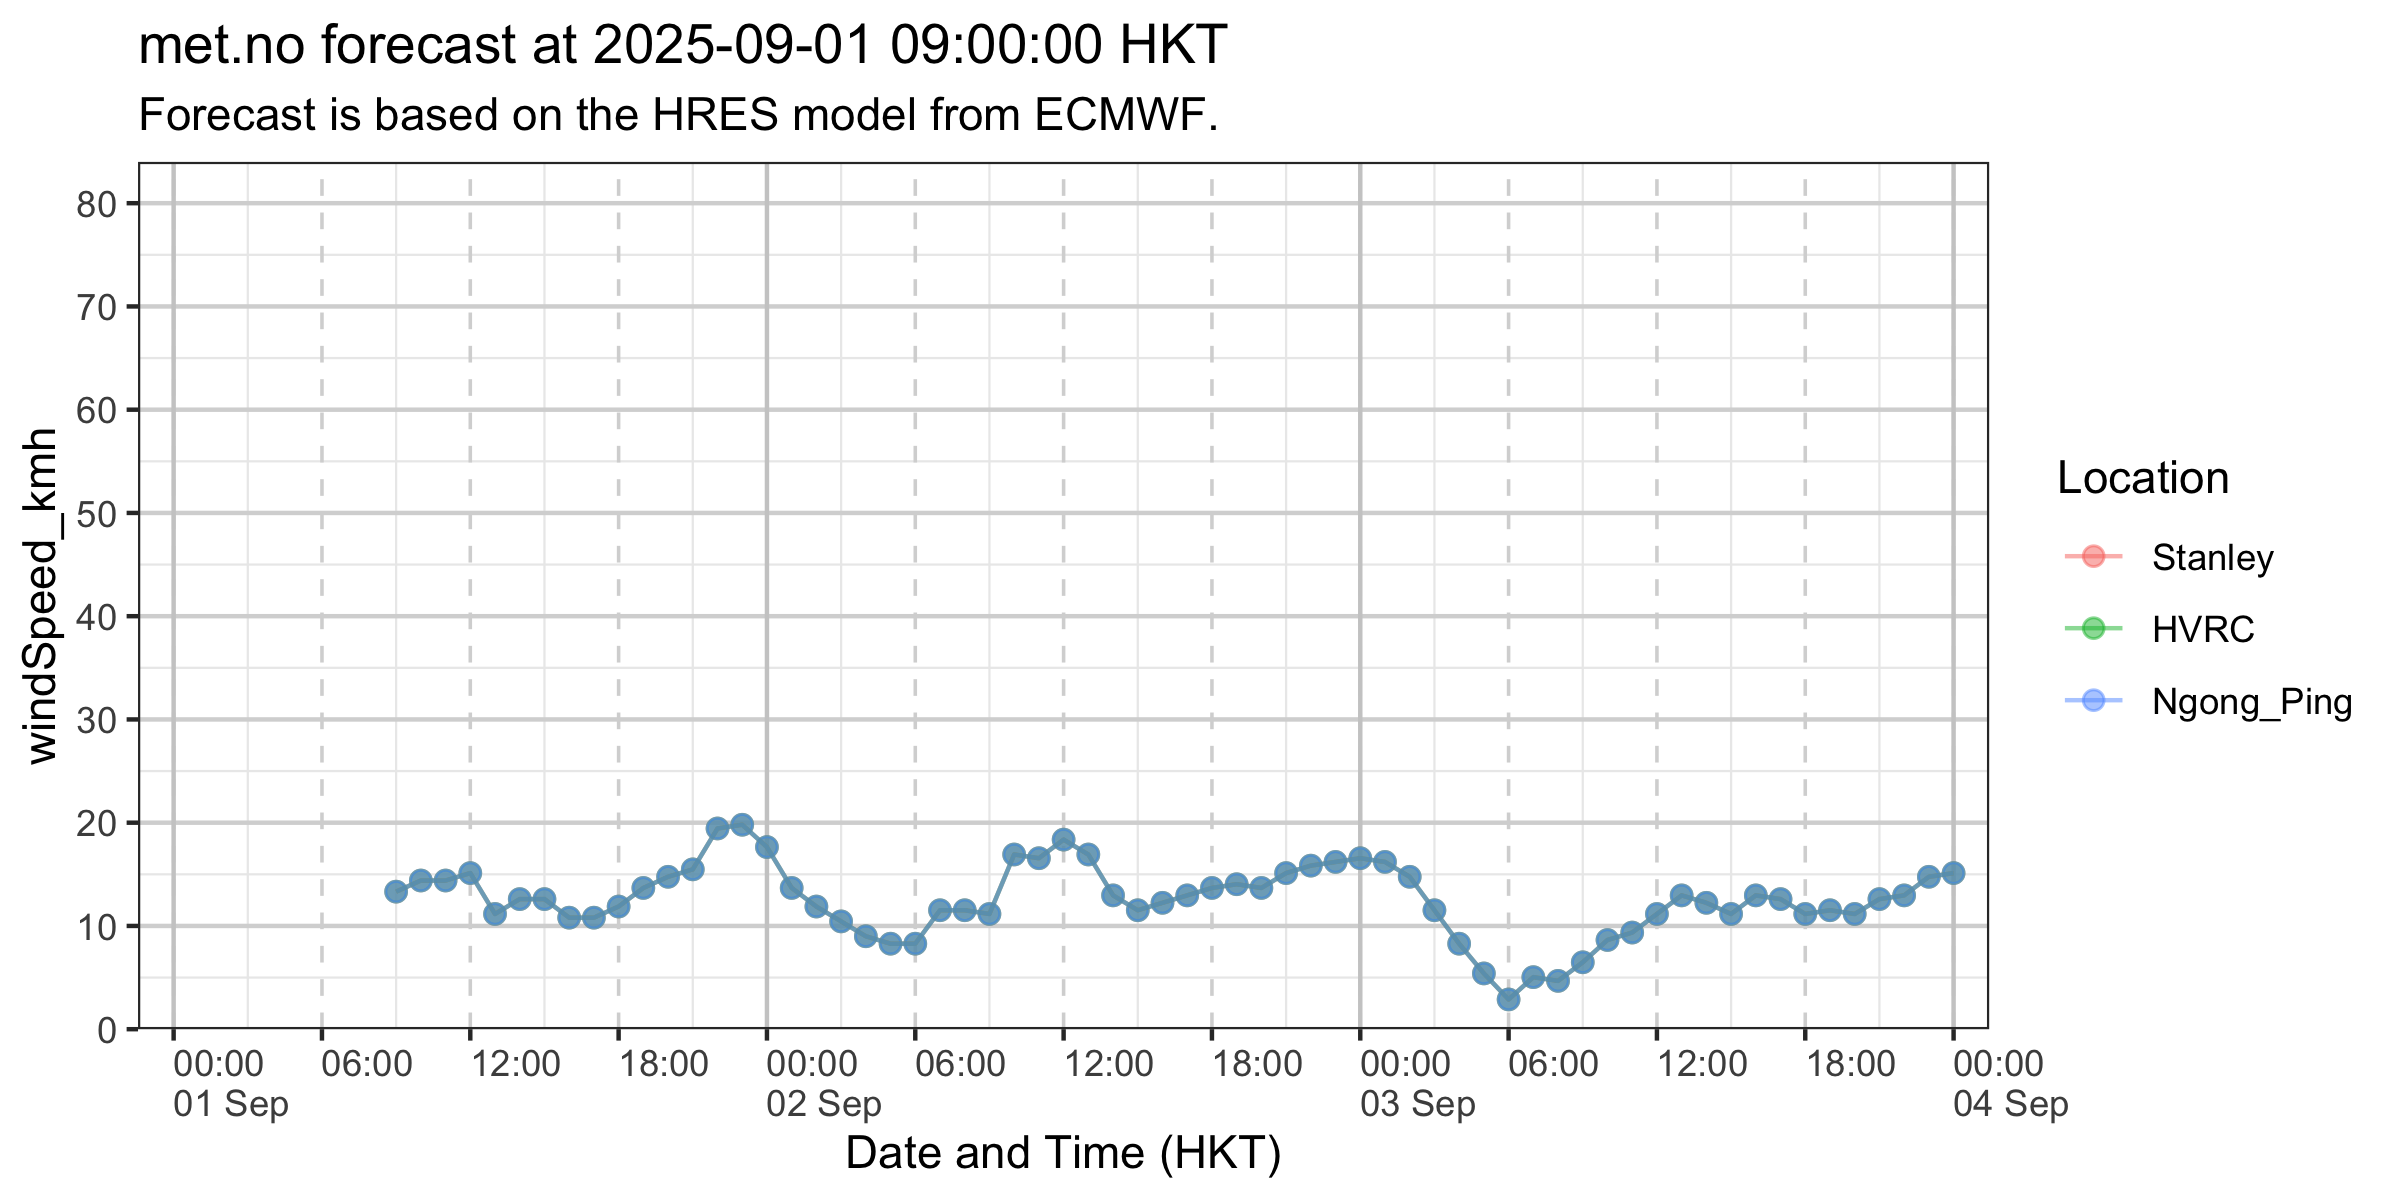 met.no forecast at 2025-09-01 09:00:00 HKT
Forecast is based on the HRES model from ECMWF.
windSpeed_kmh
80
70
60
50
40
30
20
10
0
00:00 06:00 12:00 18:00 00:00 06:00 12:00 18:00 00:00 06:00 12:00 18:00 00:00
01 Sep 02 Sep 03 Sep 04 Sep
Date and Time (HKT)
Location
Stanley
HVRC
Ngong_Ping